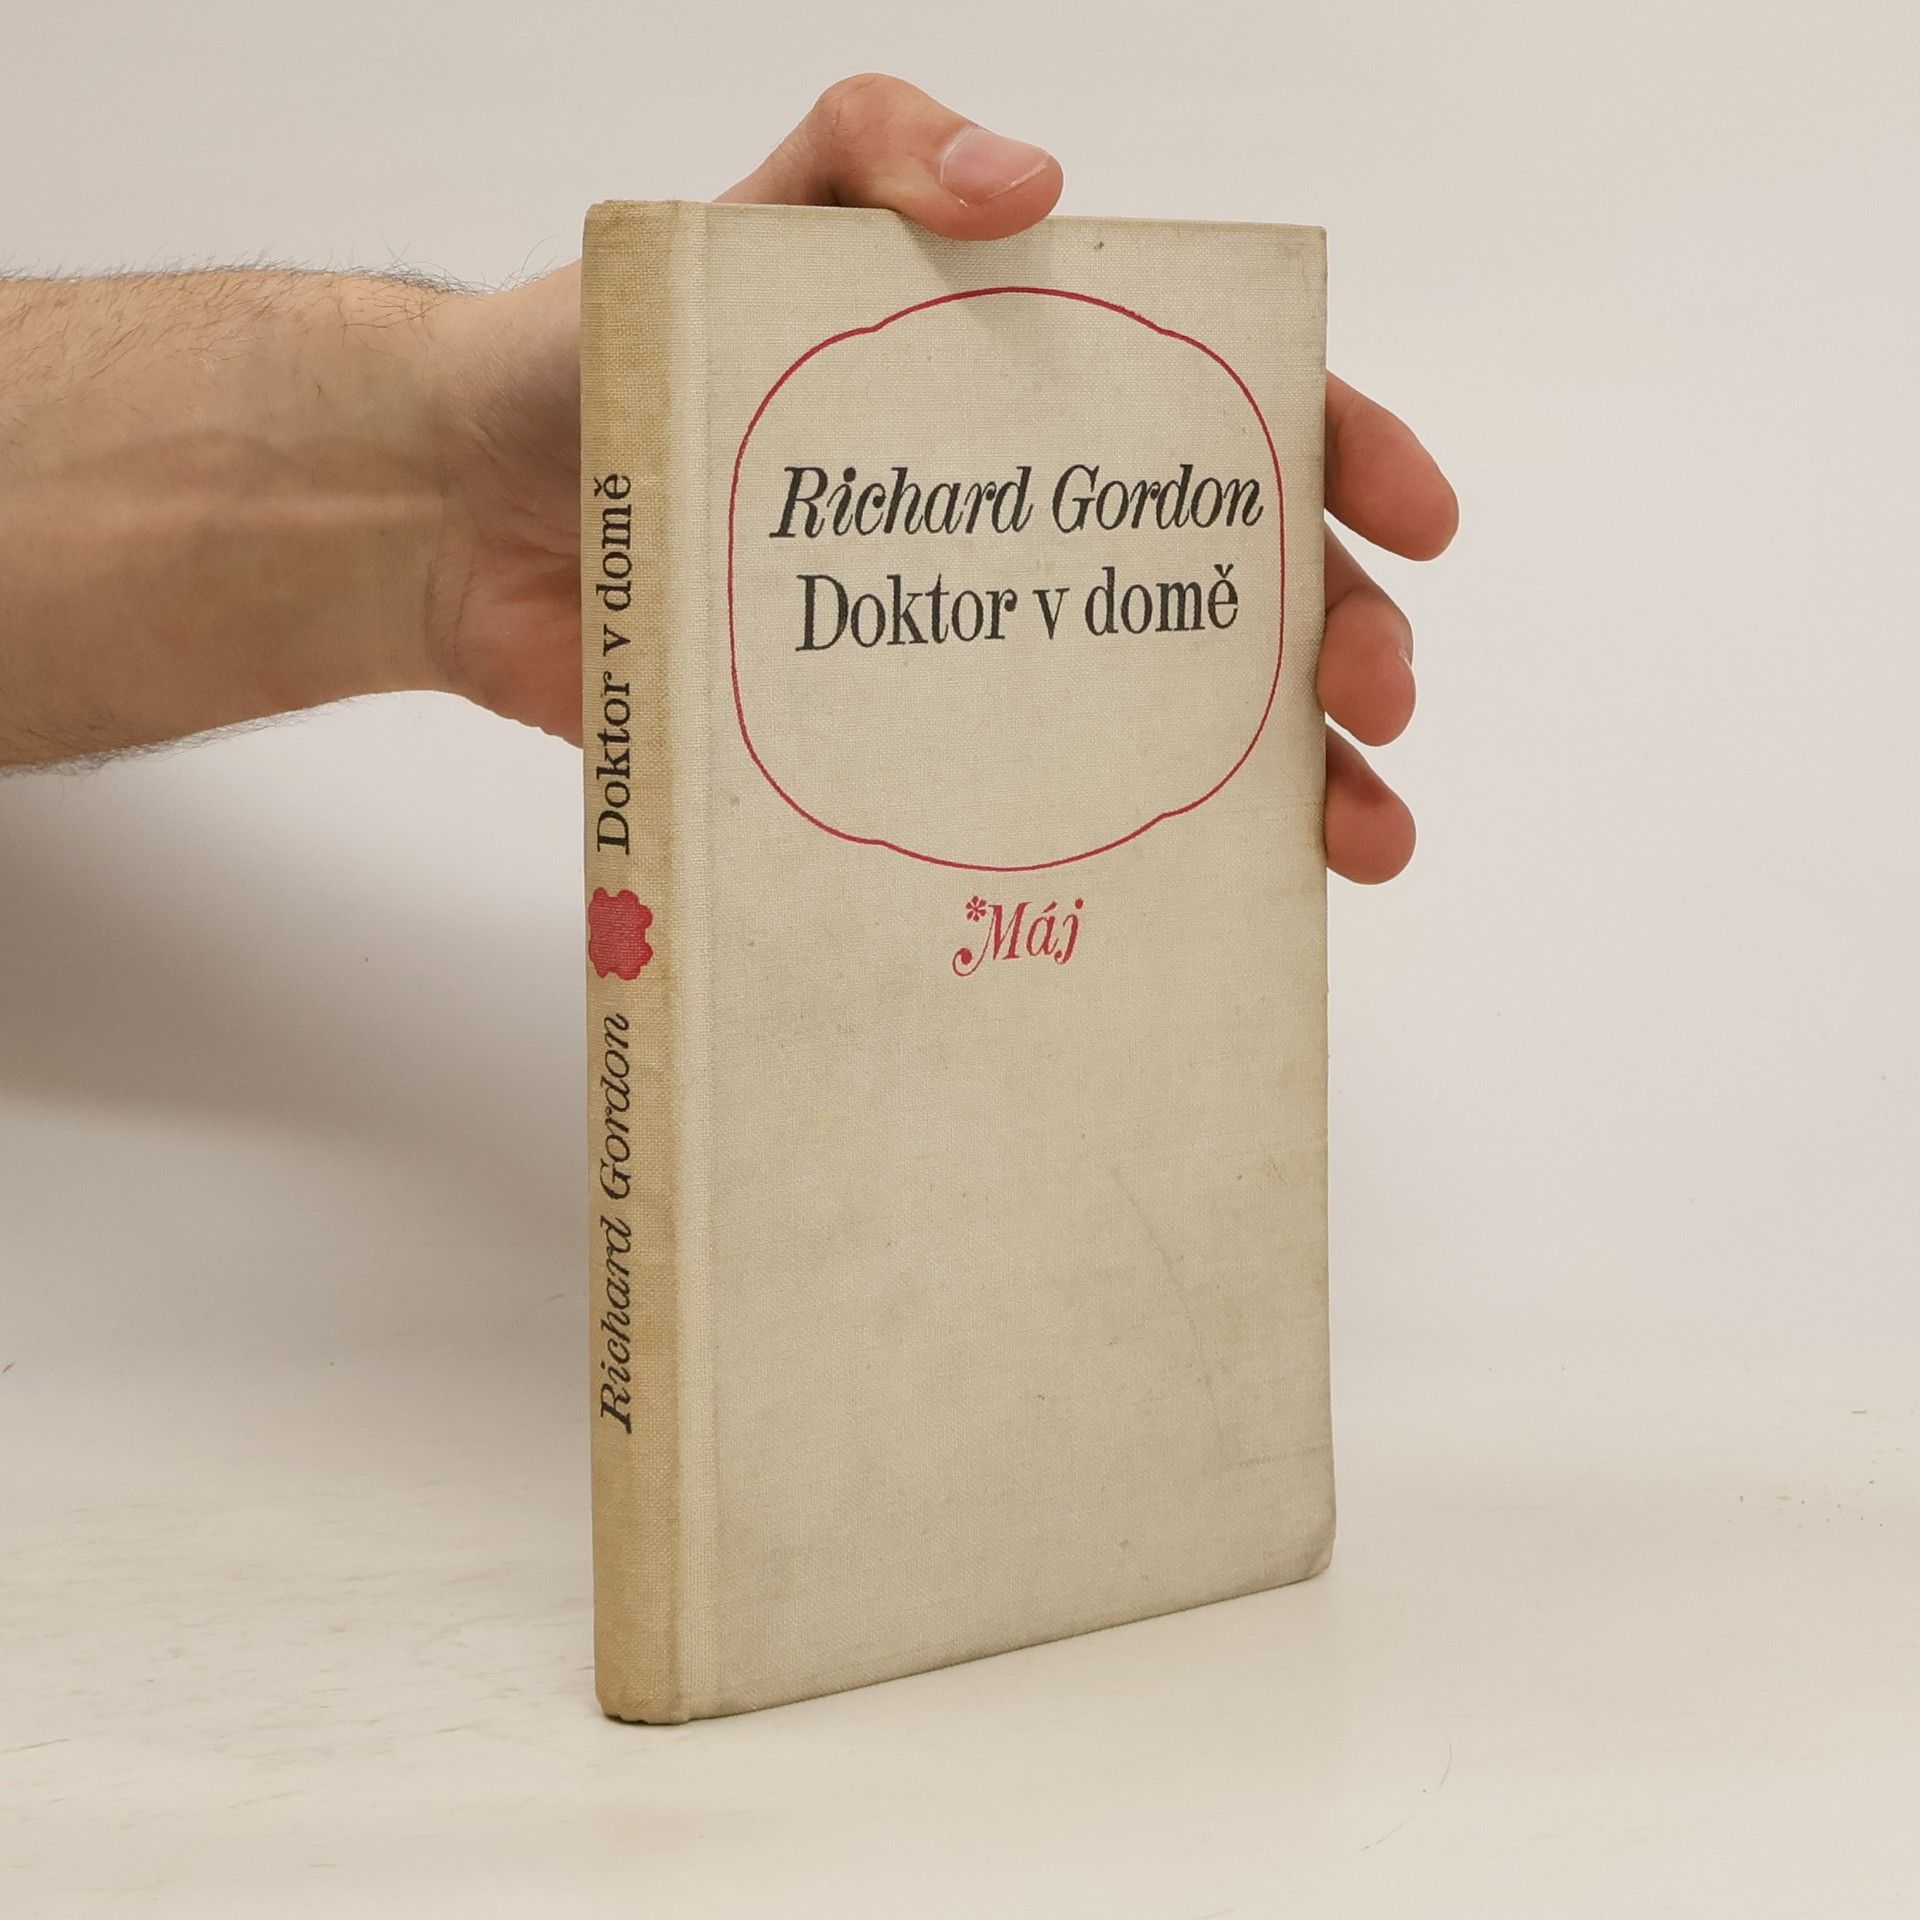 Richard Gordon
Doktor v domě
*Máj
Richard Gordon Doktor v domě